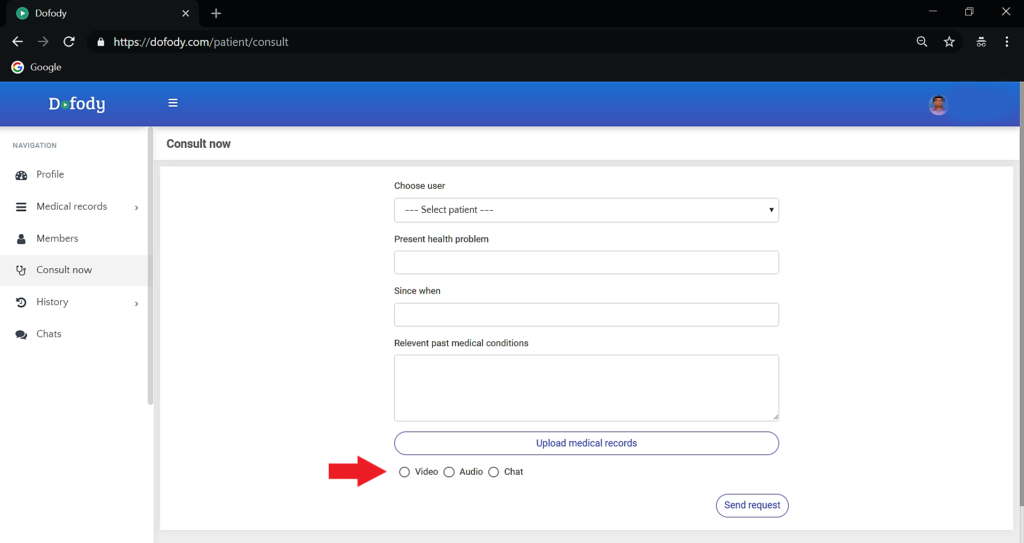 Dofody
https://dofody.com/patient/consult
Google
Dofody
NAVIGATION
Profile
Medical records
Members
Consult now
History
Chats
Consult now
Choose user
--- Select patient ---
Present health problem
Since when
Relevent past medical conditions
Upload medical records
Video Audio Chat
Send request